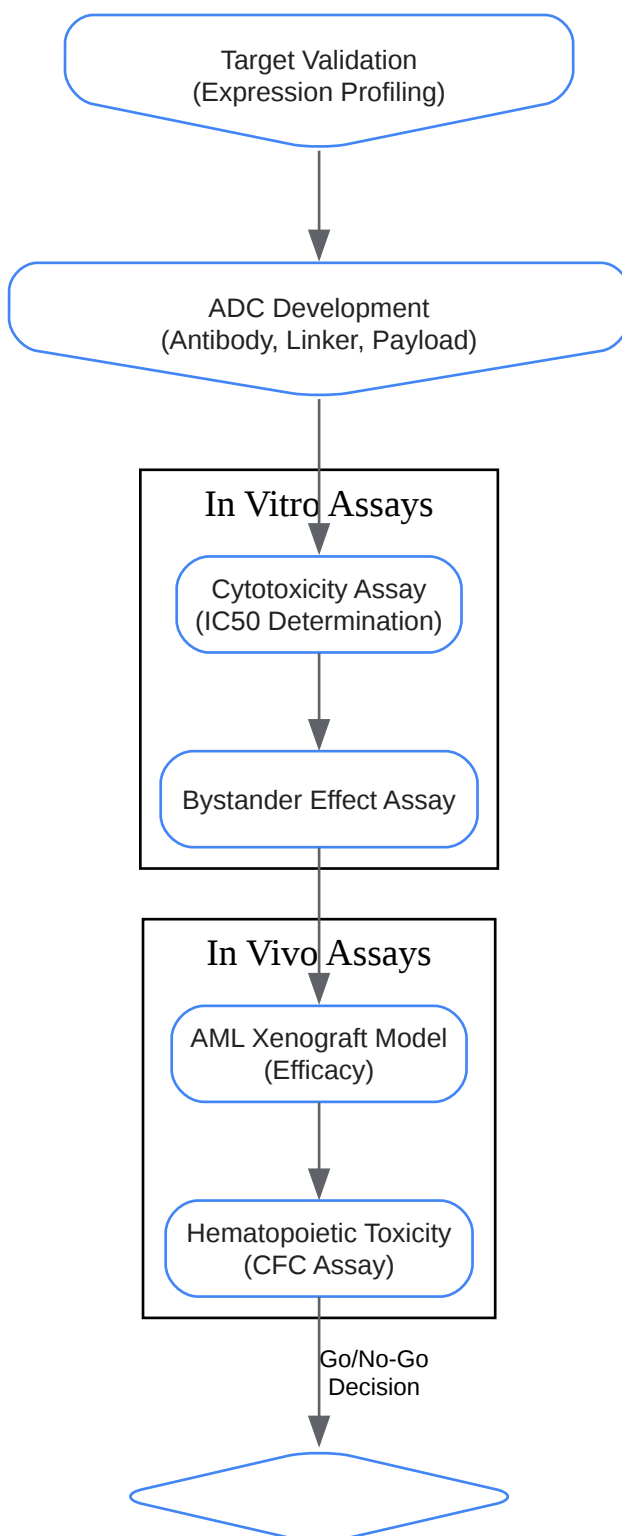 Target Validation
(Expression Profiling)
ADC Development
(Antibody, Linker, Payload)
In Vitro Assays
Cytotoxicity Assay
(IC50 Determination)
Bystander Effect Assay
In Vivo Assays
AML Xenograft Model
(Efficacy)
Hematopoietic Toxicity
(CFC Assay)
Go/No-Go
Decision